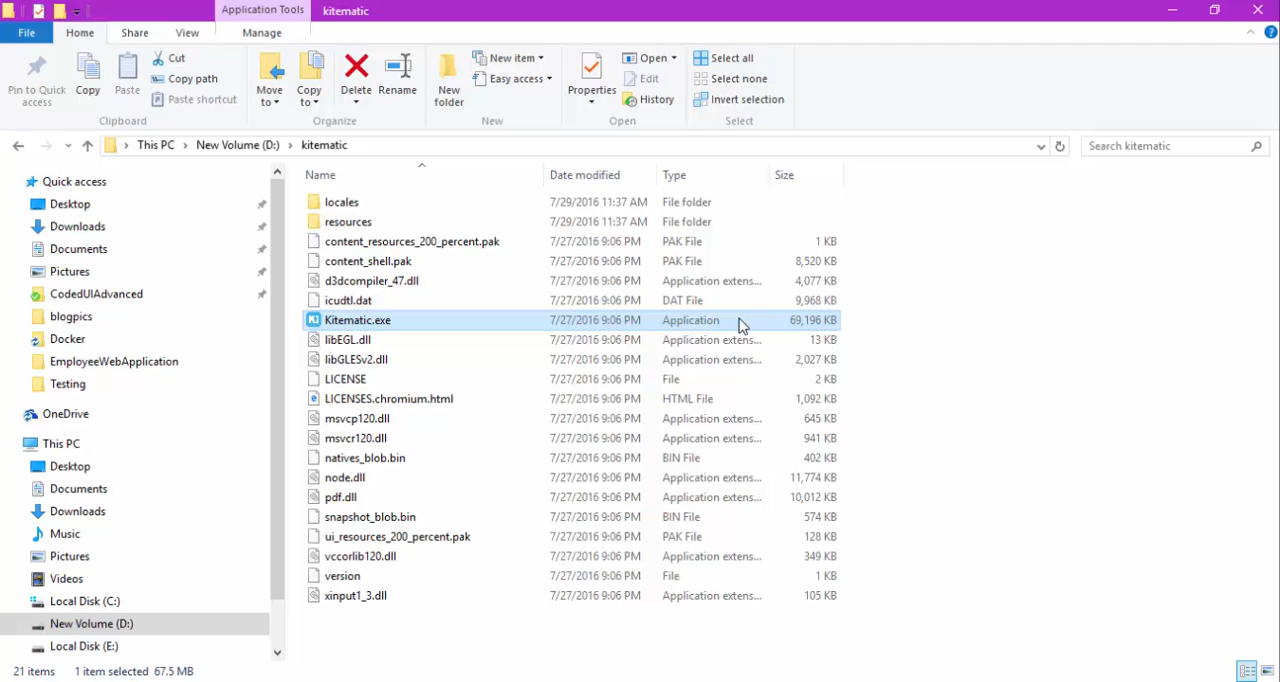 Application Tools kitematic
File Home Share View Manage
Pin to Quick access
Copy
Paste
Cut
Copy path
Paste shortcut
Clipboard
Move to
Copy to
Delete
Rename
Organize
New folder
New item
Easy access
New
Properties
Open
Edit
History
Open
Select all
Select none
Invert selection
Select
This PC New Volume (D:) kitematic
Search kitematic
Quick access
Desktop
Downloads
Documents
Pictures
CodedUIAdvanced
blogpics
Docker
EmployeeWebApplication
Testing
OneDrive
This PC
Desktop
Documents
Downloads
Music
Pictures
Videos
Local Disk (C:)
New Volume (D:)
Local Disk (E:)
Name Date modified Type Size
locales 7/29/2016 11:37 AM File folder
resources 7/29/2016 11:37 AM File folder
content_resources_200_percent.pak 7/27/2016 9:06 PM PAK File 1 KB
content_shell.pak 7/27/2016 9:06 PM PAK File 8,520 KB
d3dcompiler_47.dll 7/27/2016 9:06 PM Application extens... 4,077 KB
icudtl.dat 7/27/2016 9:06 PM DAT File 9,968 KB
Kitematic.exe 7/27/2016 9:06 PM Application 69,196 KB
libEGL.dll 7/27/2016 9:06 PM Application extens... 13 KB
libGLESv2.dll 7/27/2016 9:06 PM Application extens... 2,027 KB
LICENSE 7/27/2016 9:06 PM File 2 KB
LICENSES.chromium.html 7/27/2016 9:06 PM HTML File 1,092 KB
msvcp120.dll 7/27/2016 9:06 PM Application extens... 645 KB
msvcr120.dll 7/27/2016 9:06 PM Application extens... 941 KB
natives_blob.bin 7/27/2016 9:06 PM BIN File 402 KB
node.dll 7/27/2016 9:06 PM Application extens... 11,774 KB
pdf.dll 7/27/2016 9:06 PM Application extens... 10,012 KB
snapshot_blob.bin 7/27/2016 9:06 PM BIN File 574 KB
ui_resources_200_percent.pak 7/27/2016 9:06 PM PAK File 128 KB
vccorlib120.dll 7/27/2016 9:06 PM Application extens... 349 KB
version 7/27/2016 9:06 PM File 1 KB
xinput1_3.dll 7/27/2016 9:06 PM Application extens... 105 KB
21 items 1 item selected 67.5 MB